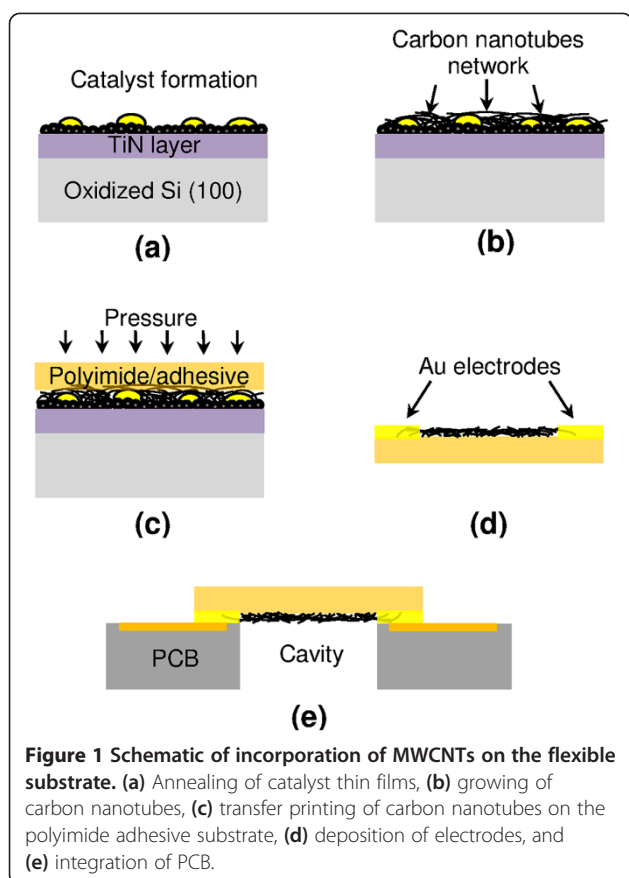 Catalyst formation
TiN layer
Oxidized Si (100)
(a)
Carbon nanotubes
network
(b)
Pressure
Polyimide/adhesive
(c)
Au electrodes
(d)
PCB
Cavity
(e)
Figure 1 Schematic of incorporation of MWCNTs on the flexible
substrate. (a) Annealing of catalyst thin films, (b) growing of
carbon nanotubes, (c) transfer printing of carbon nanotubes on the
polyimide adhesive substrate, (d) deposition of electrodes, and
(e) integration of PCB.